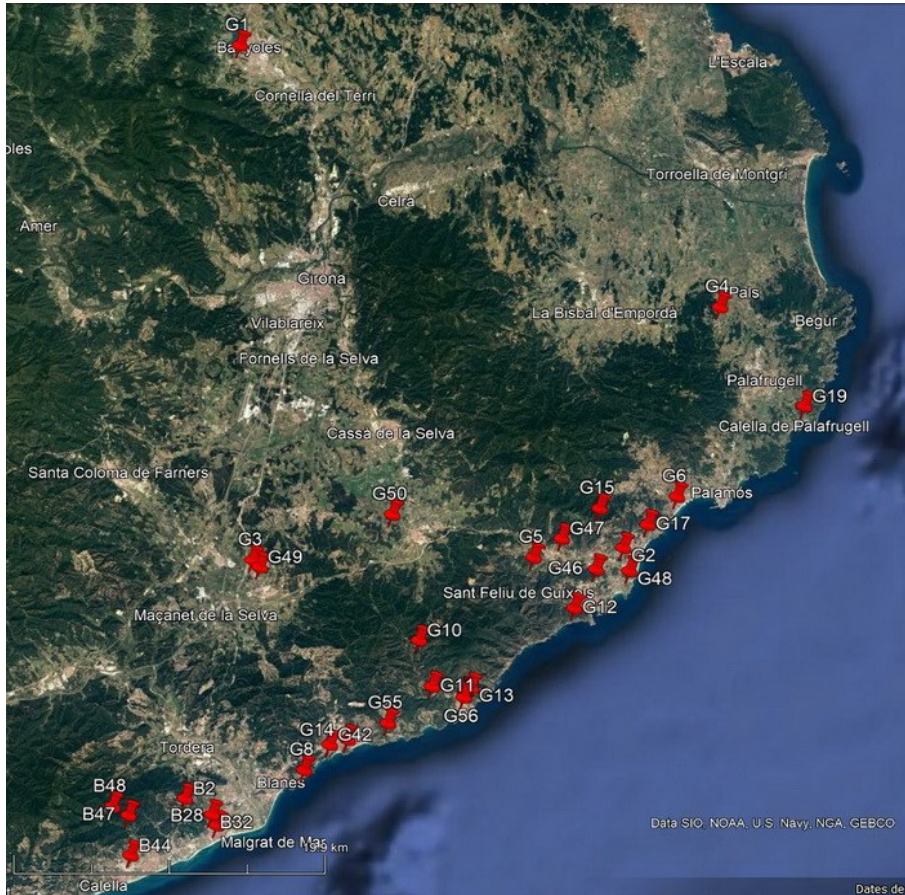 G1
Banyoles
L'Escala
Cornellà del Terri
oles
Torroella de Montgrí
Celrà
Amer
Girona
G4
Pals
La Bisbal d'Empordà
Vilablareix
Begur
Fornells de la Selva
Palafrugell
G19
Calella de Palafrugell
Cassà de la Selva
Santa Coloma de Farners
G50
G15
G6
Palamós
G17
G47
G5
G3
G49
G2
G46
G48
Sant Feliu de Guíxols
G12
Maçanet de la Selva
G10
G11
G13
G56
G55
G14
G42
Tordera
G8
Blanes
B48
B2
B47
B28
B32
Data SIO, NOAA, U.S. Navy, NGA, GEBCO
Malgrat de Mar
19.9 km
B44
Calella
Dates de